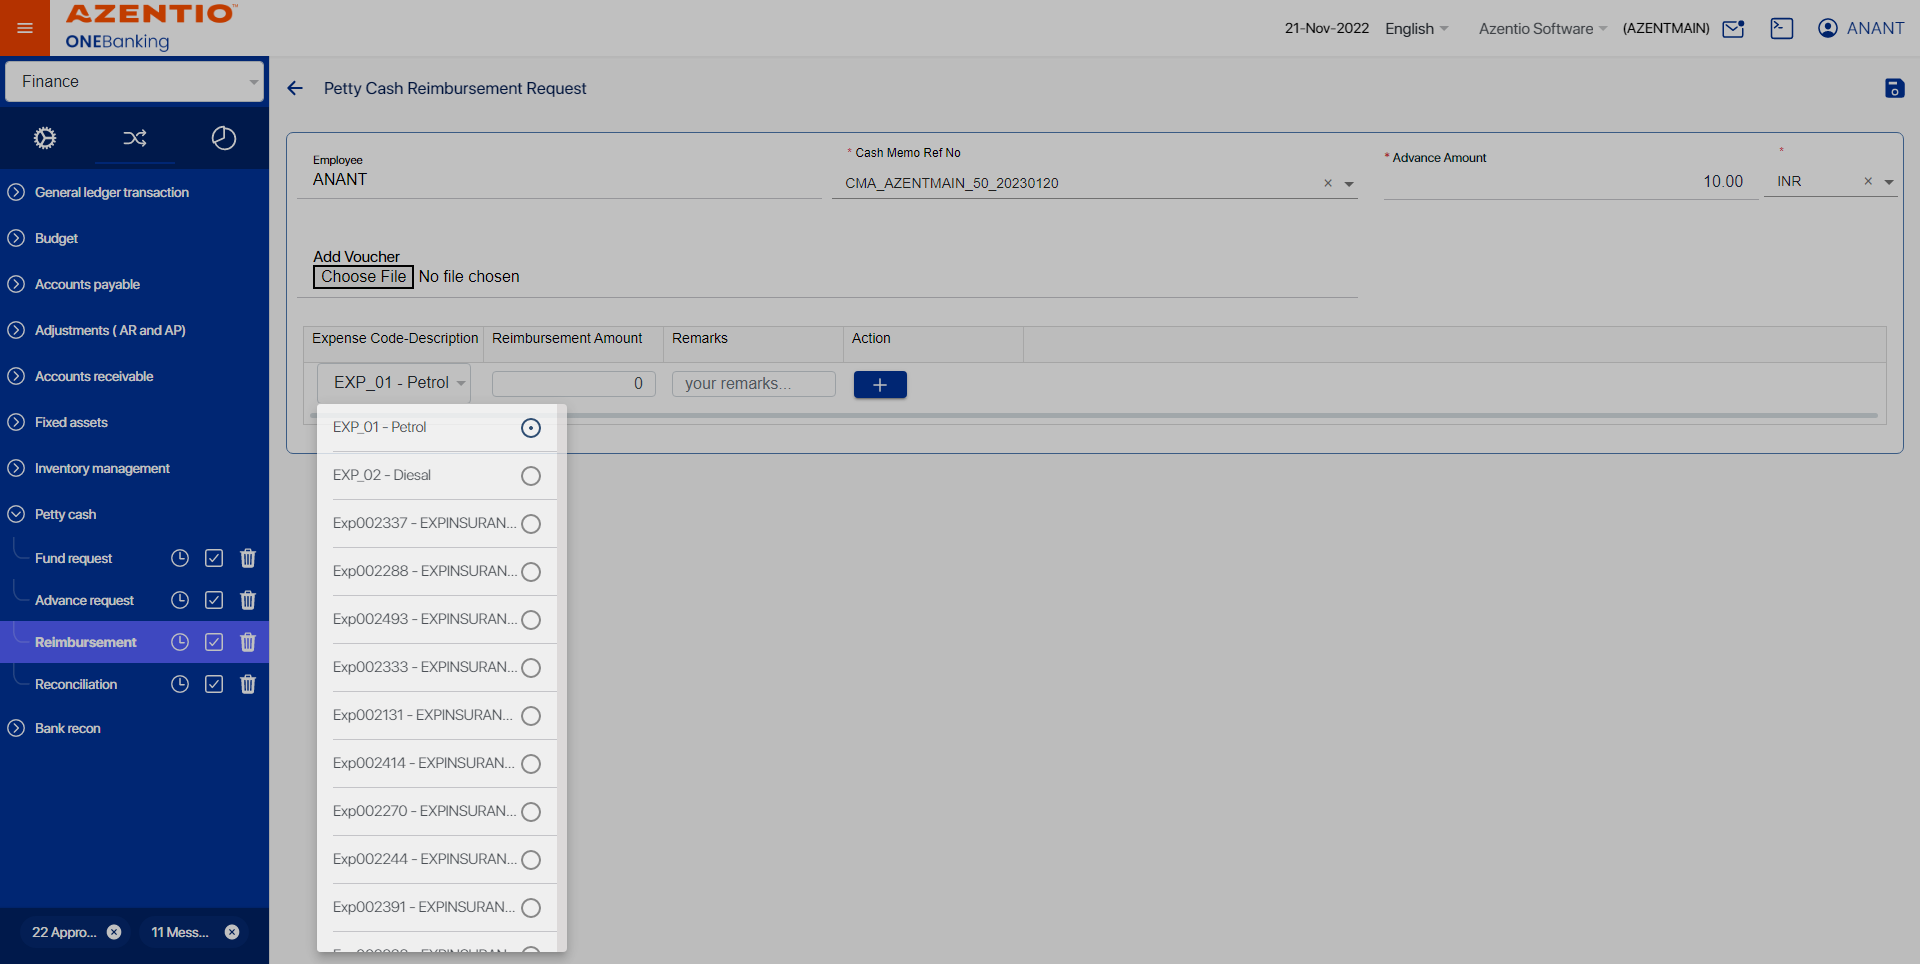 AZENTIO™
ONEBanking
21-Nov-2022 English Azentio Software (AZENTMAIN) ANANT
Finance
General ledger transaction
Budget
Accounts payable
Adjustments ( AR and AP)
Accounts receivable
Fixed assets
Inventory management
Petty cash
Fund request
Advance request
Reimbursement
Reconciliation
Bank recon
22 Appro... 11 Mess...
Petty Cash Reimbursement Request
Employee
ANANT
* Cash Memo Ref No
CMA_AZENTMAIN_50_20230120
* Advance Amount
10.00
*
INR
Add Voucher
Choose File No file chosen
Expense Code-Description Reimbursement Amount Remarks Action
EXP_01 - Petrol 0 your remarks...
EXP_01 - Petrol
EXP_02 - Diesal
Exp002337 - EXPINSURAN...
Exp002288 - EXPINSURAN...
Exp002493 - EXPINSURAN...
Exp002333 - EXPINSURAN...
Exp002131 - EXPINSURAN...
Exp002414 - EXPINSURAN...
Exp002270 - EXPINSURAN...
Exp002244 - EXPINSURAN...
Exp002391 - EXPINSURAN...